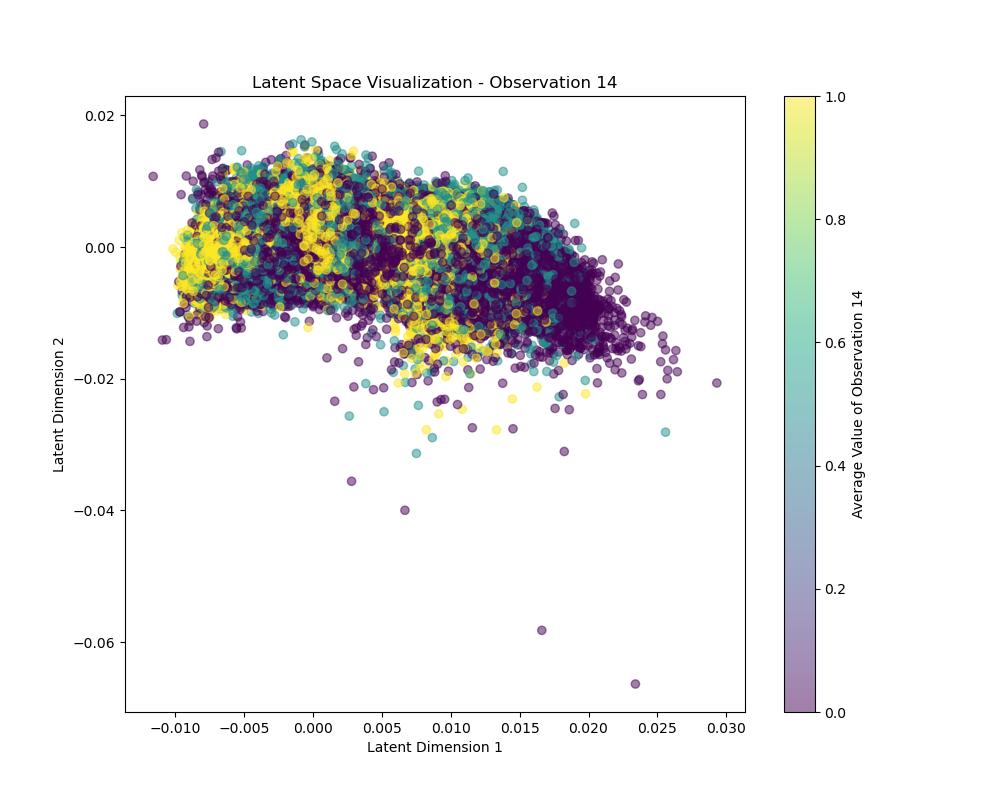 Latent Space Visualization - Observation 14
0.02
0.00
−0.02
−0.04
−0.06
Latent Dimension 2
−0.010 −0.005 0.000 0.005 0.010 0.015 0.020 0.025 0.030
Latent Dimension 1
1.0
0.8
0.6
0.4
0.2
0.0
Average Value of Observation 14